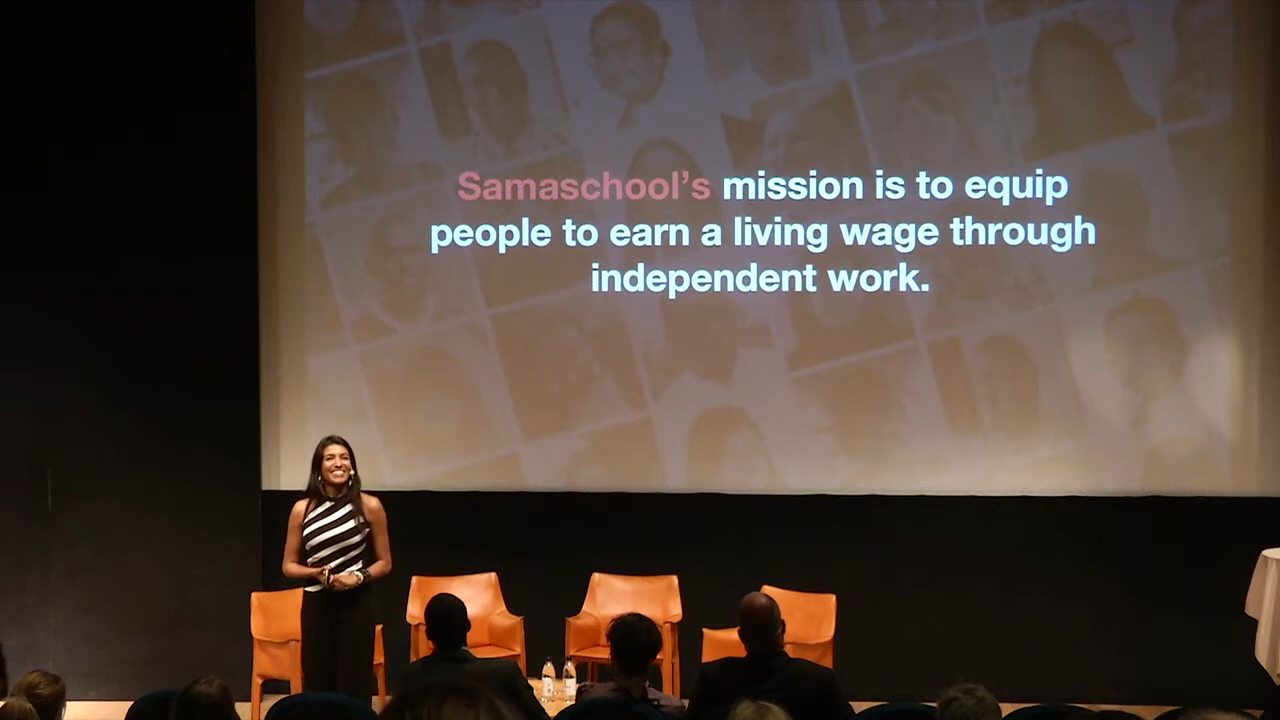 Samaschool's mission is to equip
people to earn a living wage through
independent work.